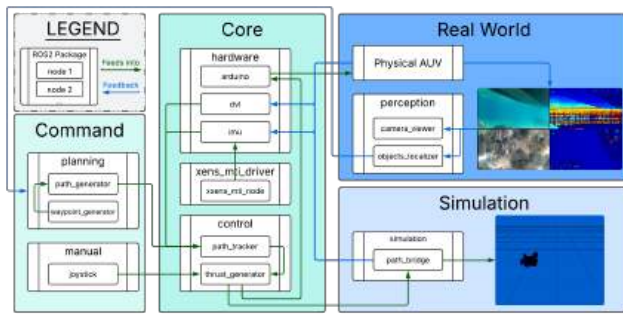 LEGEND
ROS2 Package
node 1
node 2
Feeds into
Feedback
Command
planning
path_generator
waypoint_generator
manual
joystick
Core
hardware
arduino
dvl
imu
xsens_mti_driver
xsens_mti_node
control
path_tracker
thrust_generator
Real World
Physical AUV
perception
camera_viewer
objects_localizer
Simulation
simulation
path_bridge